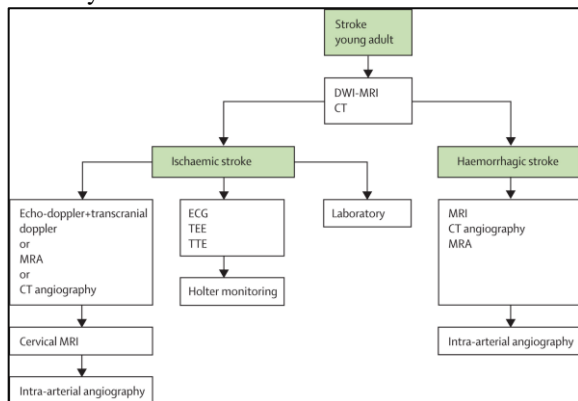 Stroke
young adult
DWI-MRI
CT
Ischaemic stroke
Haemorrhagic stroke
Echo-doppler+transcranial
doppler
or
MRA
or
CT angiography
ECG
TEE
TTE
Laboratory
MRI
CT angiography
MRA
Holter monitoring
Cervical MRI
Intra-arterial angiography
Intra-arterial angiography